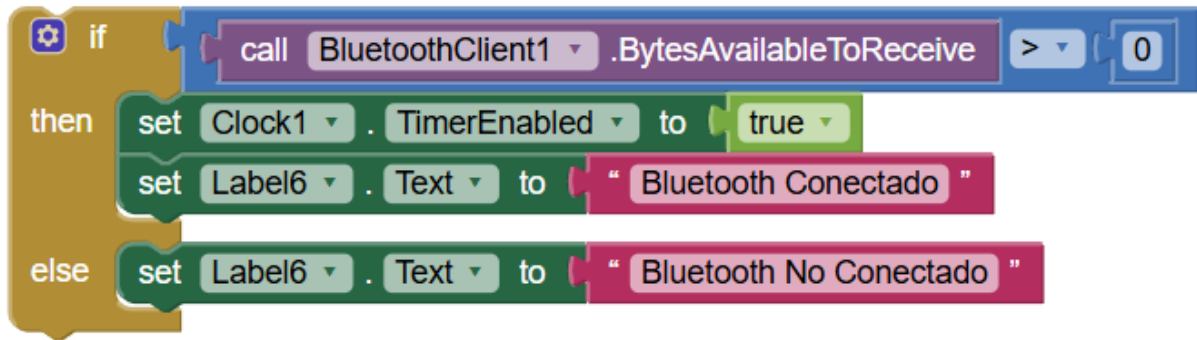 if call BluetoothClient1 .BytesAvailableToReceive > 0
then set Clock1 . TimerEnabled to true
set Label6 . Text to “ Bluetooth Conectado ”
else set Label6 . Text to “ Bluetooth No Conectado ”